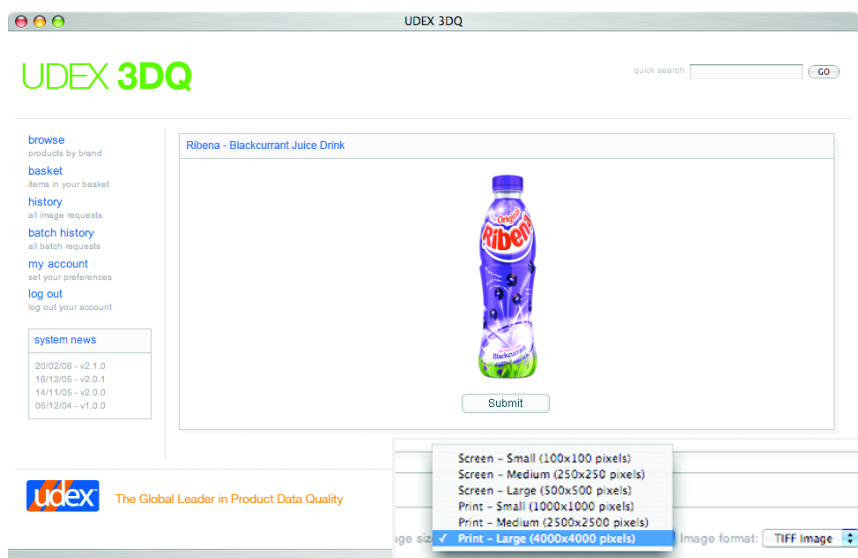 UDEX 3DQ
UDEX 3DQ
quick search
GO
browse
products by brand
basket
items in your basket
history
all image requests
batch history
all batch requests
my account
set your preferences
log out
log out your account
system news
20/02/06 - v2.1.0
16/12/05 - v2.0.1
14/11/05 - v2.0.0
06/12/04 - v1.0.0
Ribena - Blackcurrant Juice Drink
Original
Ribena
Blackcurrant
Submit
udex
The Global Leader in Product Data Quality
Screen - Small (100x100 pixels)
Screen - Medium (250x250 pixels)
Screen - Large (500x500 pixels)
Print - Small (1000x1000 pixels)
Print - Medium (2500x2500 pixels)
✓ Print - Large (4000x4000 pixels)
Image format:
TIFF Image